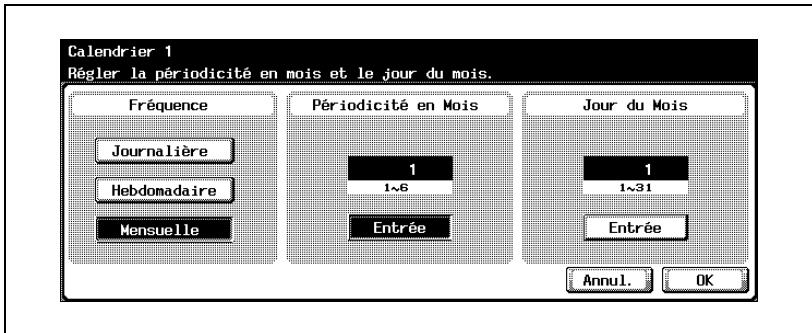 Calendrier 1
Régler la périodicité en mois et le jour du mois.
Fréquence
Journalière
Hebdomadaire
Mensuelle
Périodicité en Mois
1
1~6
Entrée
Jour du Mois
1
1~31
Entrée
Annul.
OK